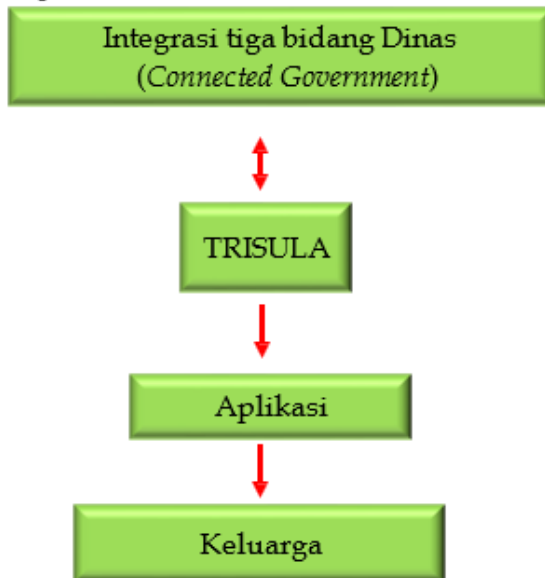 Integrasi tiga bidang Dinas
(Connected Government)
TRISULA
Aplikasi
Keluarga